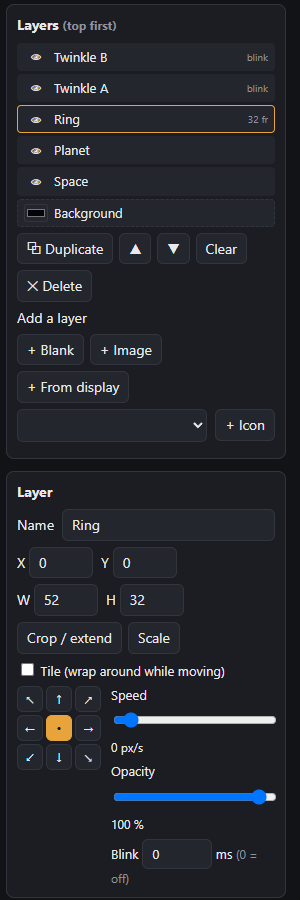 Layers (top first)
Twinkle B blink
Twinkle A blink
Ring 32 fr
Planet
Space
Background
Duplicate ▲ ▼ Clear
× Delete
Add a layer
+ Blank + Image
+ From display
+ Icon
Layer
Name Ring
X 0 Y 0
W 52 H 32
Crop / extend Scale
Tile (wrap around while moving)
↖ ↑ ↗ Speed
← • →
↙ ↓ ↘ 0 px/s
Opacity
100 %
Blink 0 ms (0 =
off)